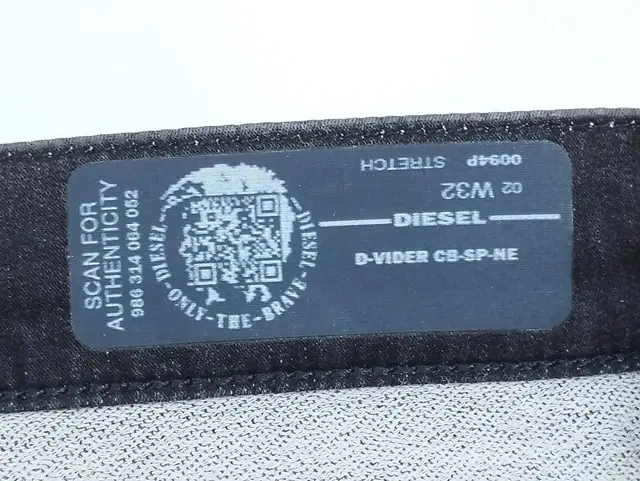 SCAN FOR
AUTHENTICITY
986 314 064 052
DIESEL-ONLY-THE-BRAVE-DIESEL
0094P STRETCH
02 W32
DIESEL
D-VIDER CB-SP-NE